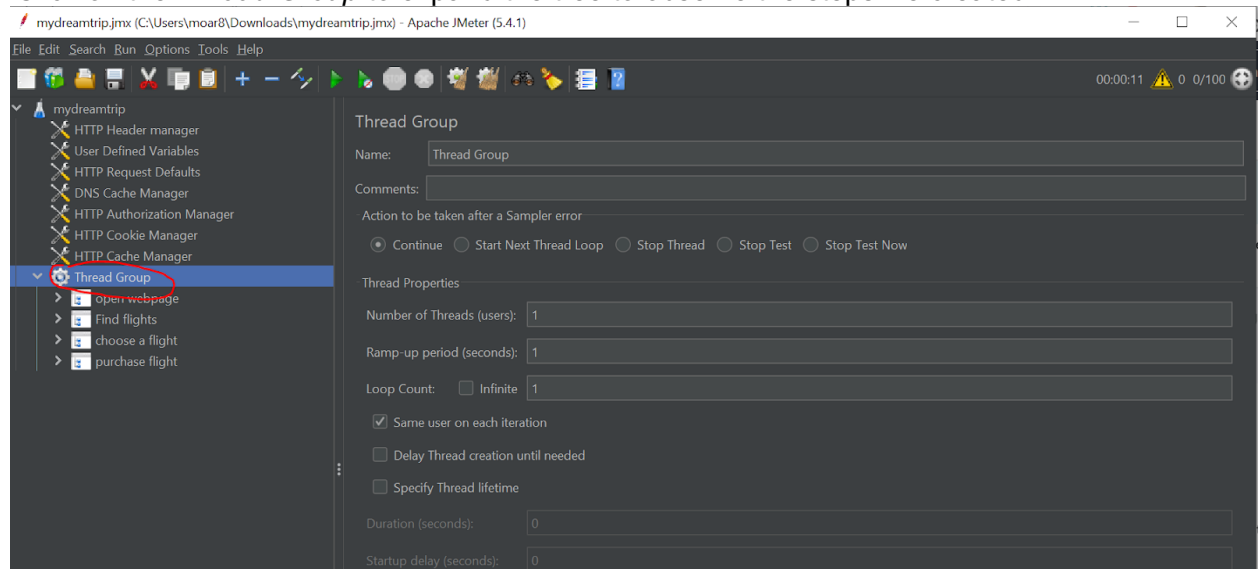 mydreamtrip.jmx (C:\Users\moar8\Downloads\mydreamtrip.jmx) - Apache JMeter (5.4.1)
File Edit Search Run Options Tools Help
00:00:11 0 0/100
mydreamtrip
HTTP Header manager
User Defined Variables
HTTP Request Defaults
DNS Cache Manager
HTTP Authorization Manager
HTTP Cookie Manager
HTTP Cache Manager
Thread Group
open webpage
Find flights
choose a flight
purchase flight
Thread Group
Name: Thread Group
Comments:
Action to be taken after a Sampler error
Continue Start Next Thread Loop Stop Thread Stop Test Stop Test Now
Thread Properties
Number of Threads (users): 1
Ramp-up period (seconds): 1
Loop Count: Infinite 1
Same user on each iteration
Delay Thread creation until needed
Specify Thread lifetime
Duration (seconds): 0
Startup delay (seconds): 0